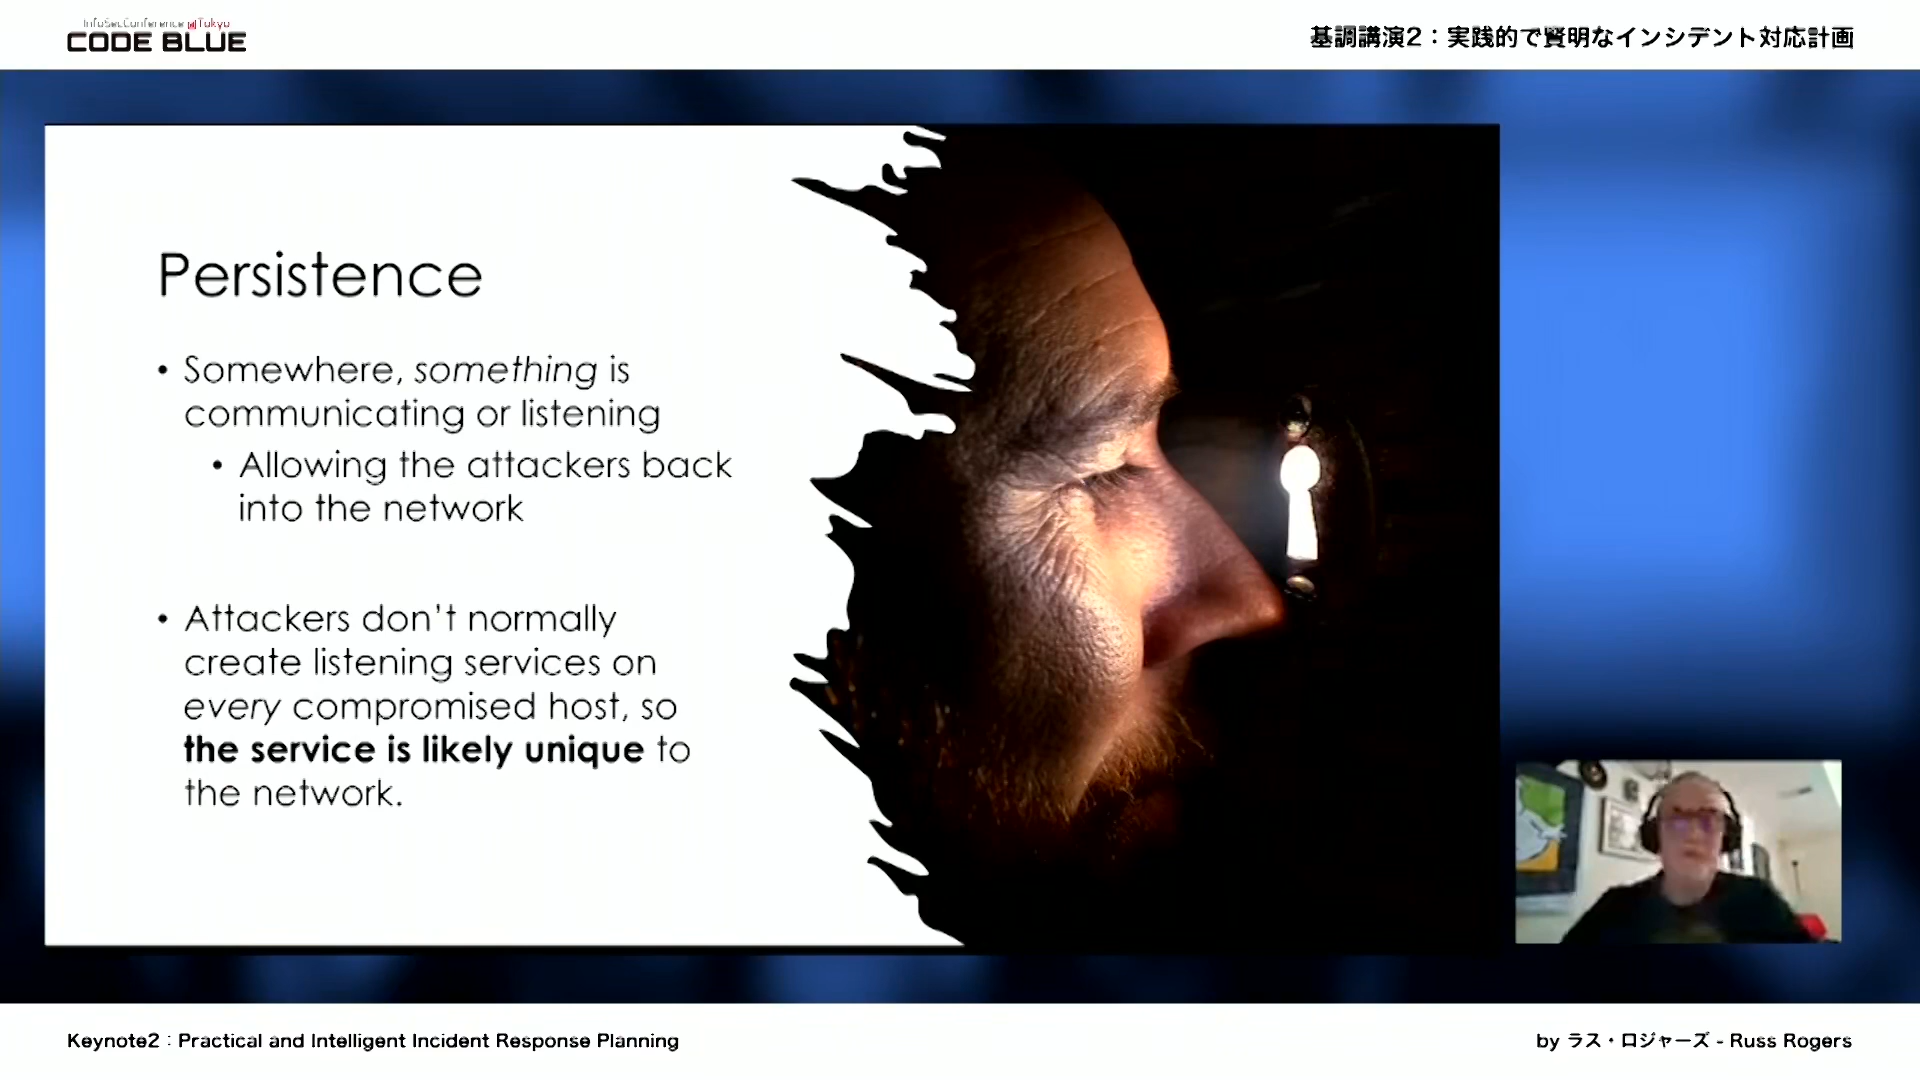 InfoSecConference @Tokyo
CODE BLUE
基調講演2：実践的で賢明なインシデント対応計画
Persistence
• Somewhere, something is
communicating or listening
• Allowing the attackers back
into the network
• Attackers don't normally
create listening services on
every compromised host, so
the service is likely unique to
the network.
Keynote2 : Practical and Intelligent Incident Response Planning
by ラス・ロジャーズ - Russ Rogers